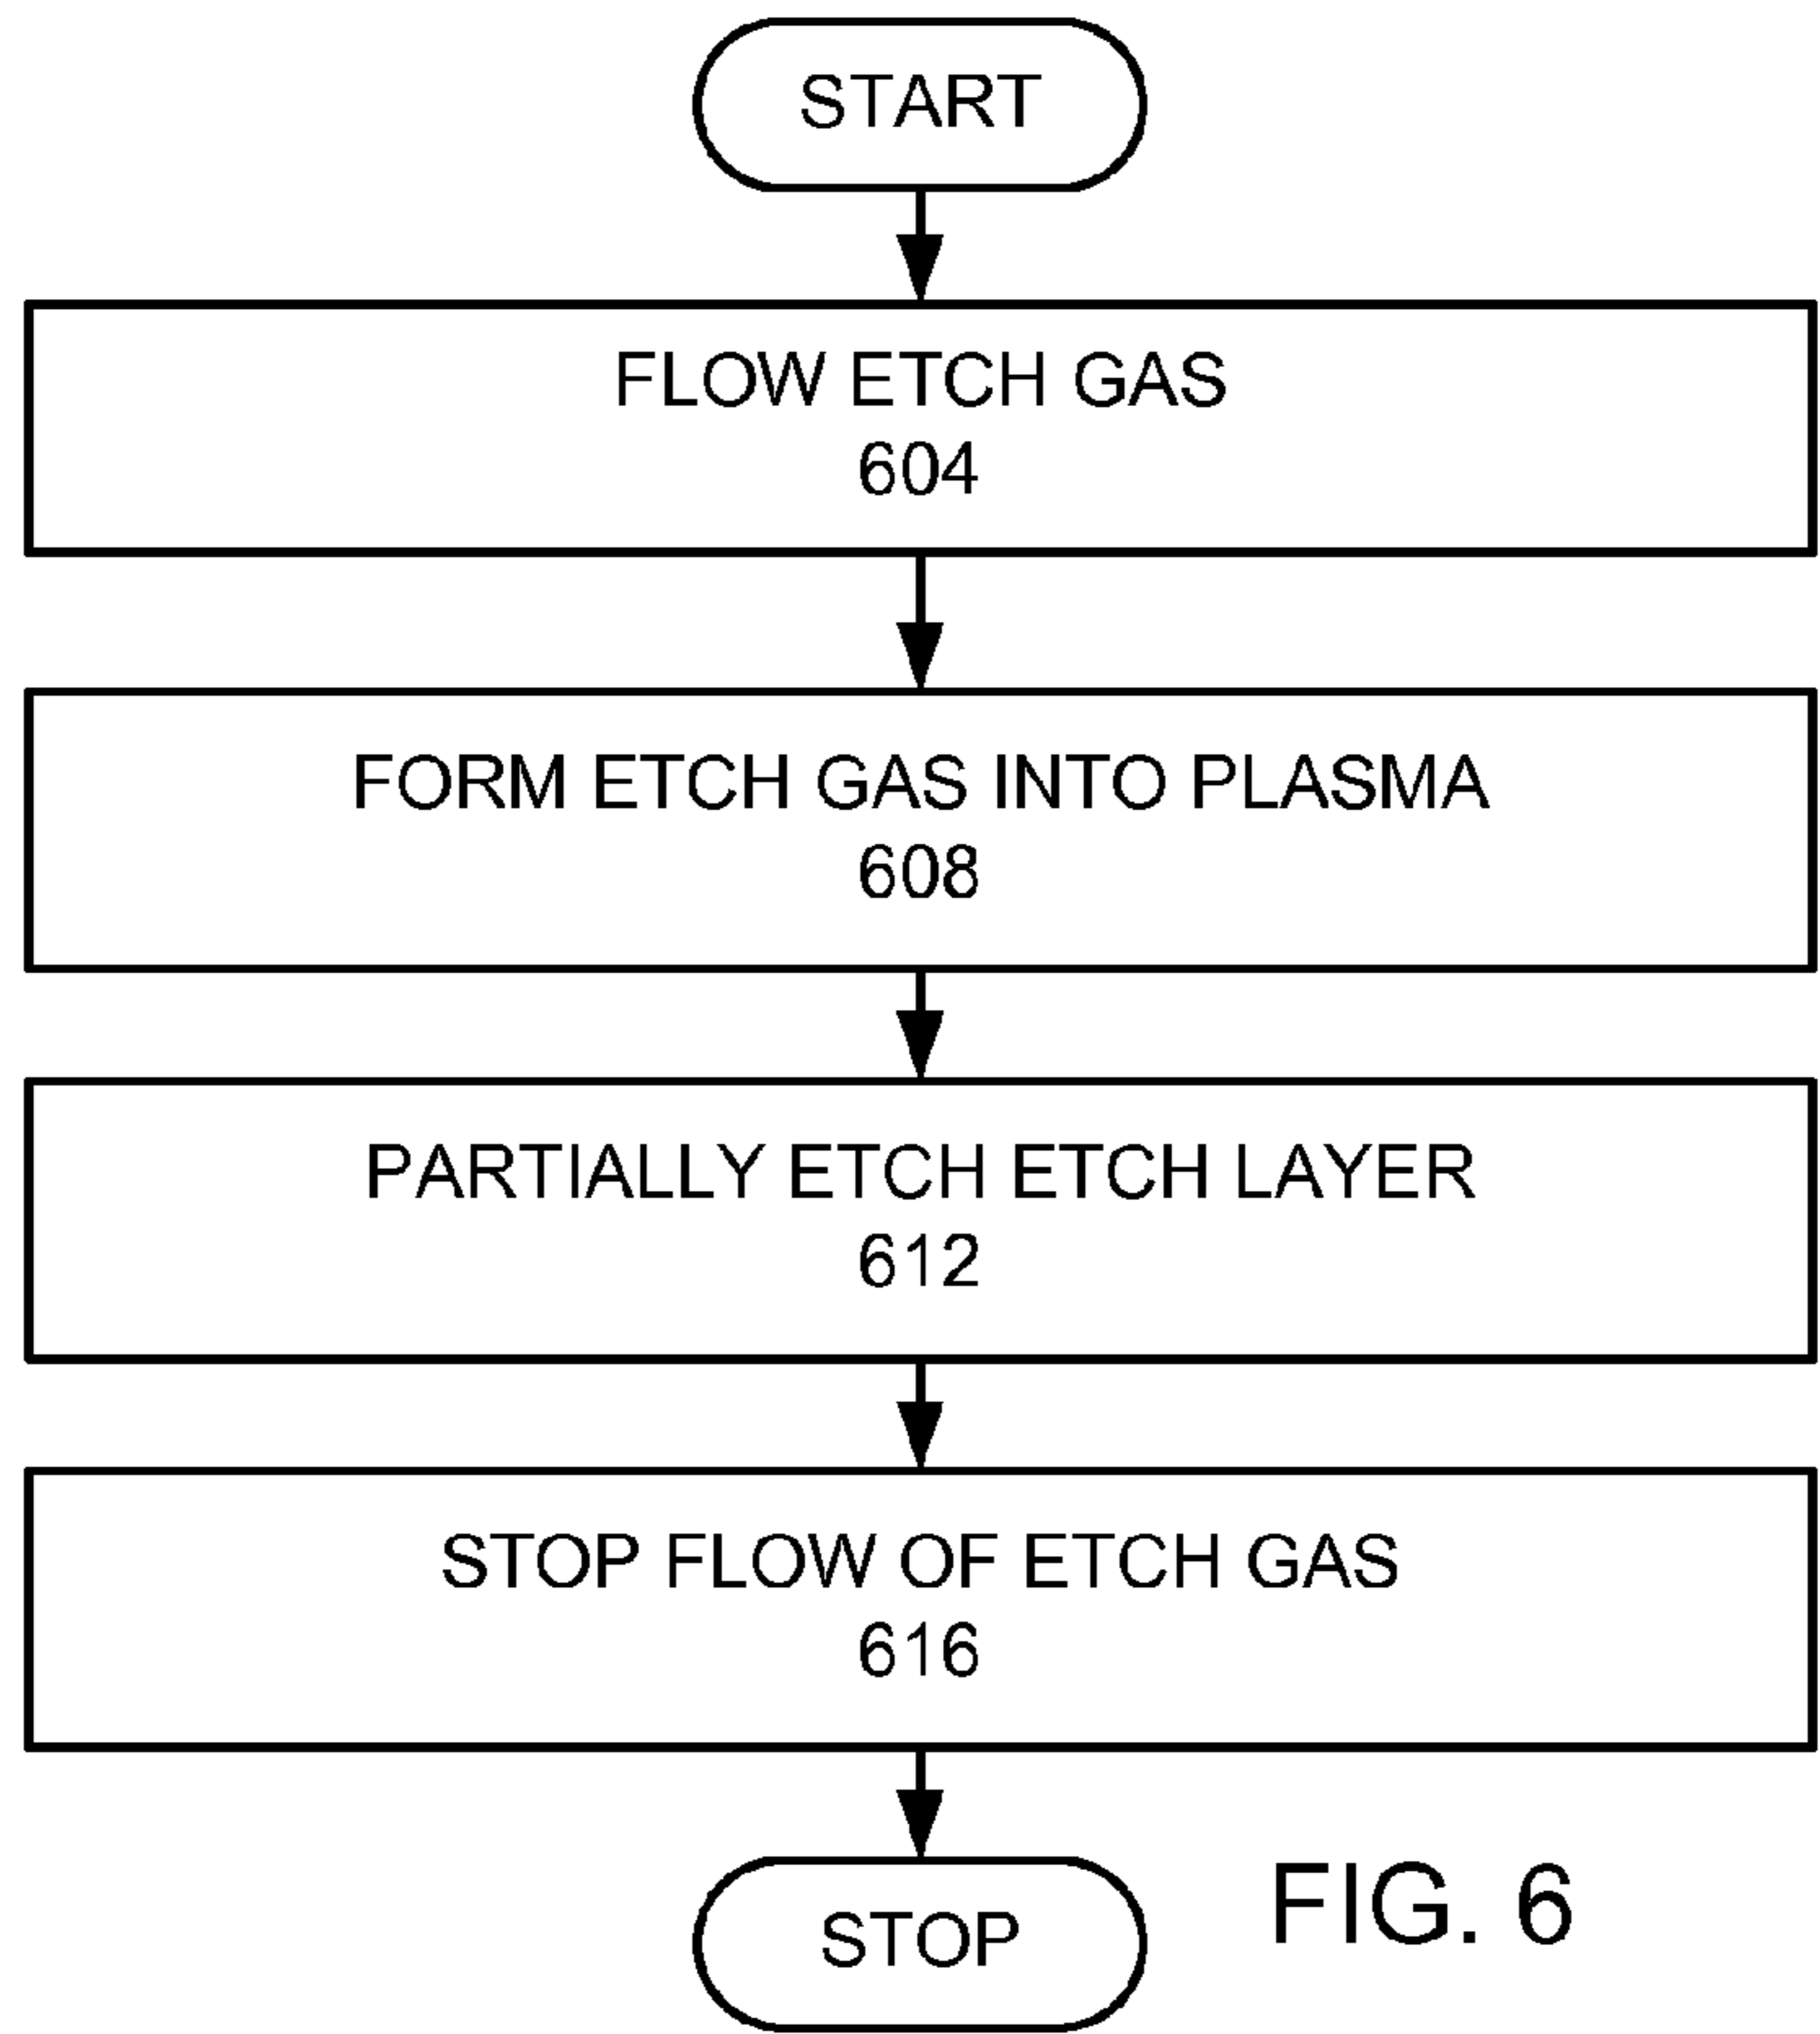 START
FLOW ETCH GAS
604
FORM ETCH GAS INTO PLASMA
608
PARTIALLY ETCH ETCH LAYER
612
STOP FLOW OF ETCH GAS
616
STOP
FIG. 6